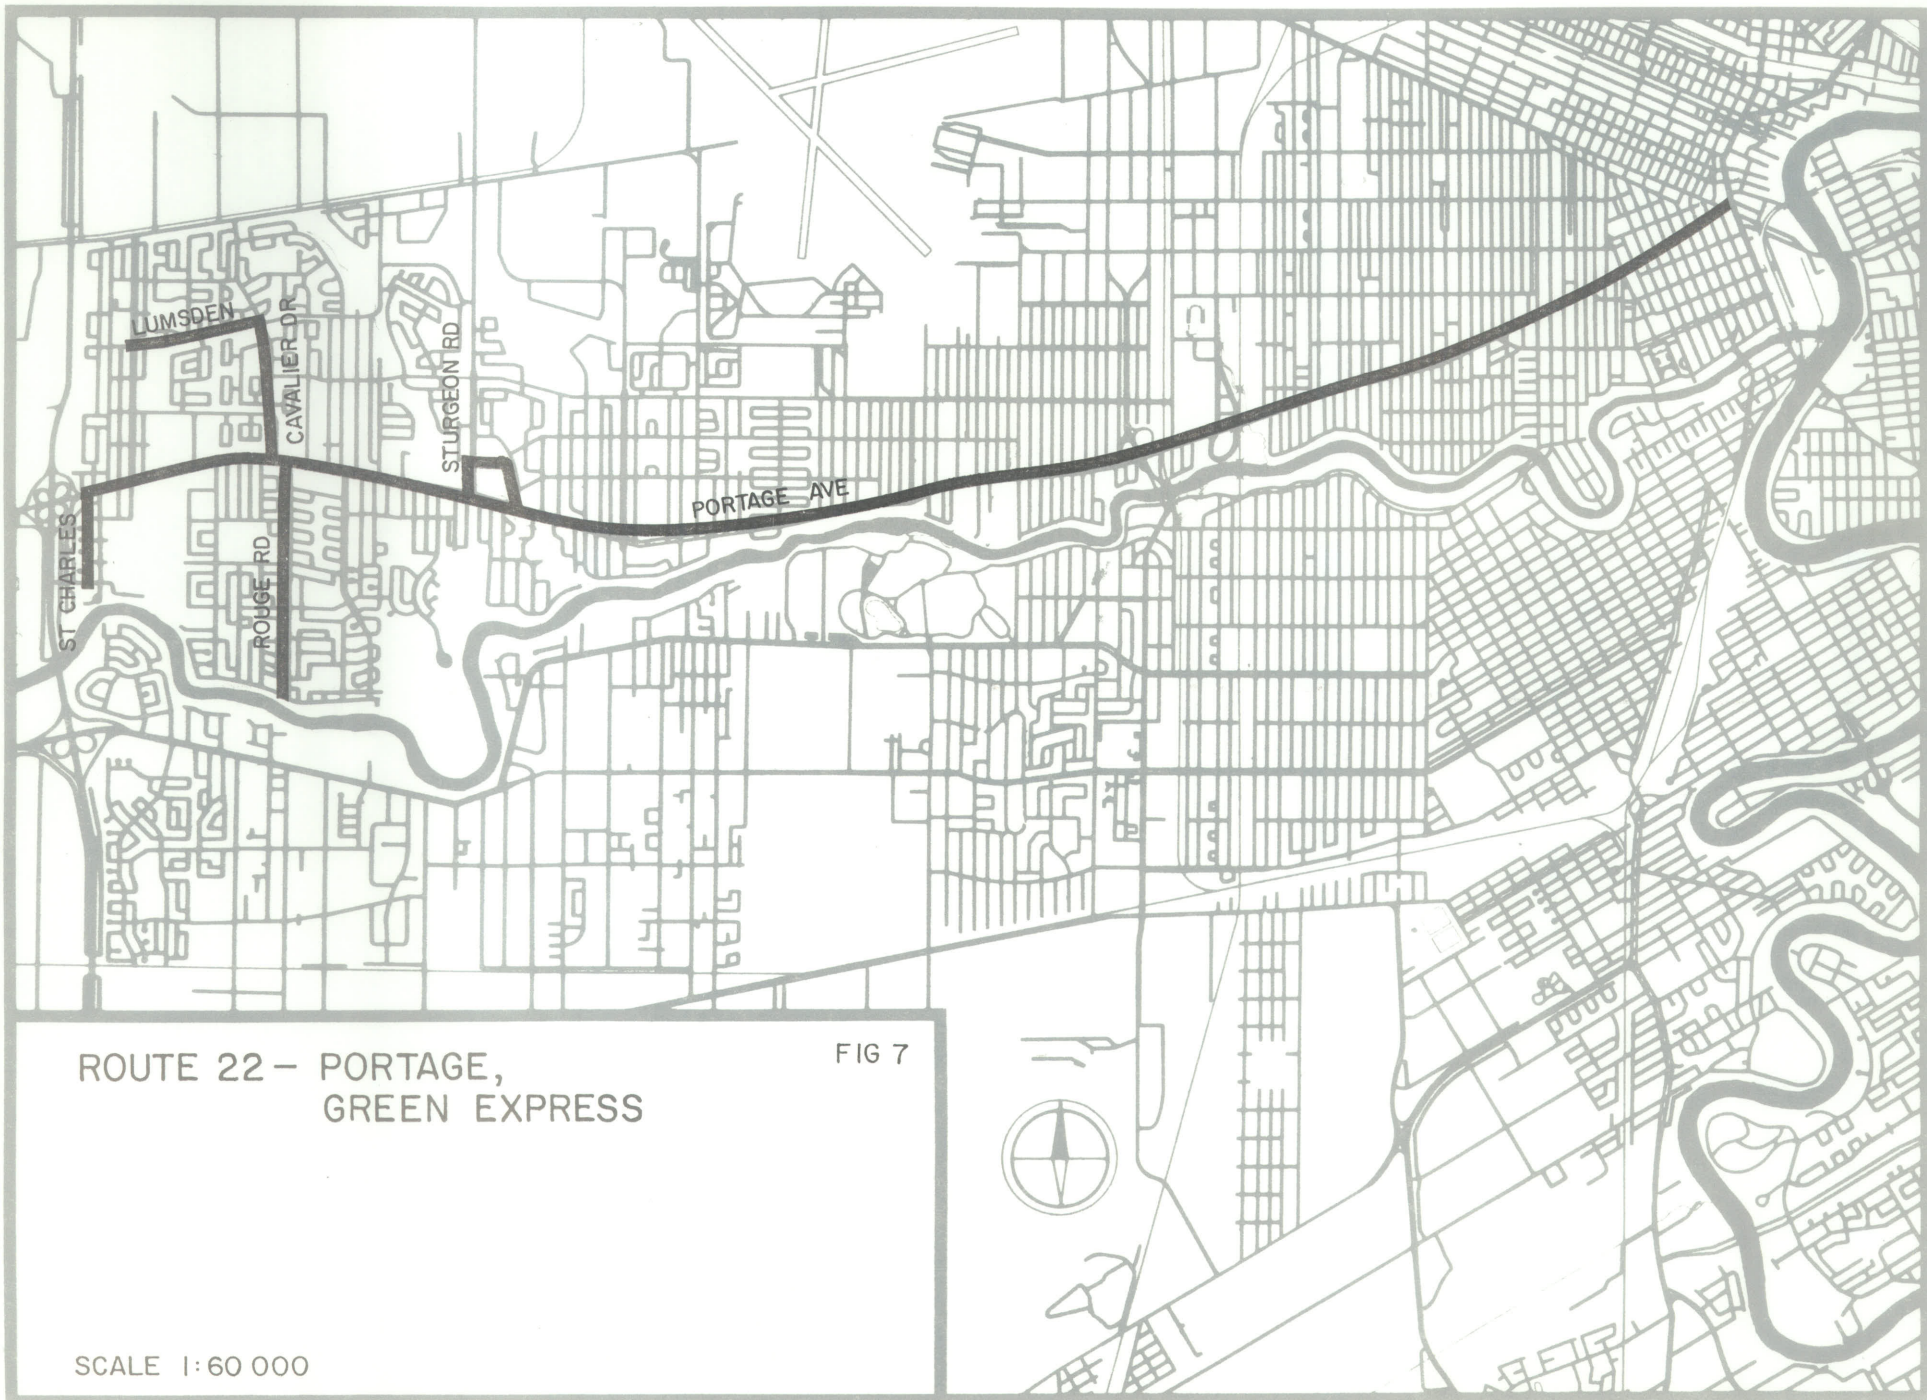 LUMSDEN
CAVALIER DR
STURGEON RD
PORTAGE AVE
ST CHARLES
ROUGE RD
ROUTE 22 – PORTAGE,
GREEN EXPRESS
FIG 7
SCALE 1:60 000